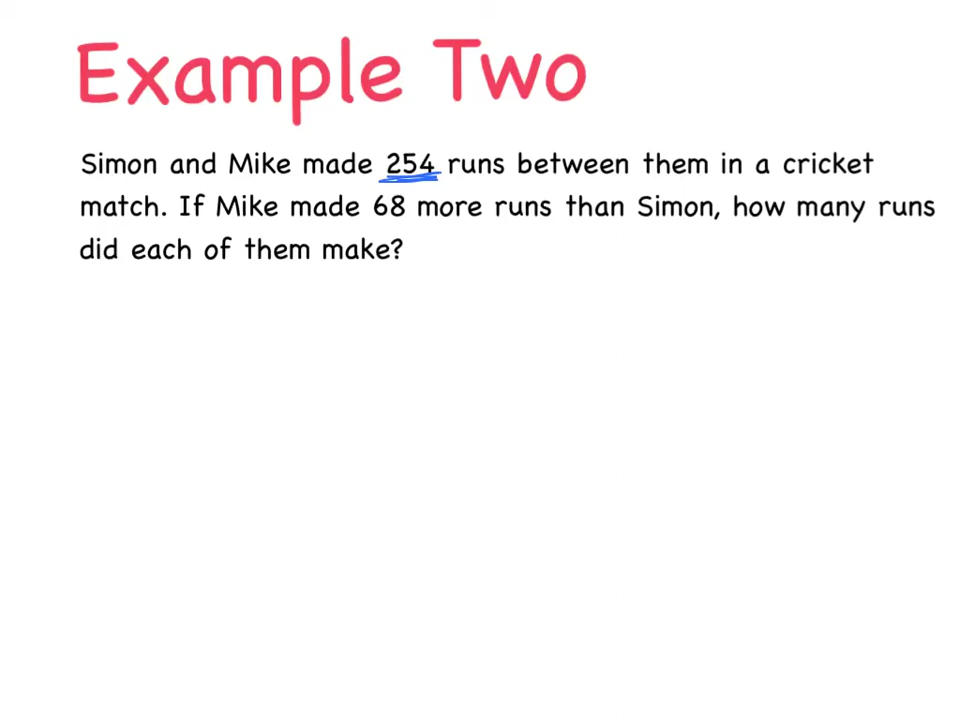 Example Two
Simon and Mike made 254 runs between them in a cricket
match. If Mike made 68 more runs than Simon, how many runs
did each of them make?